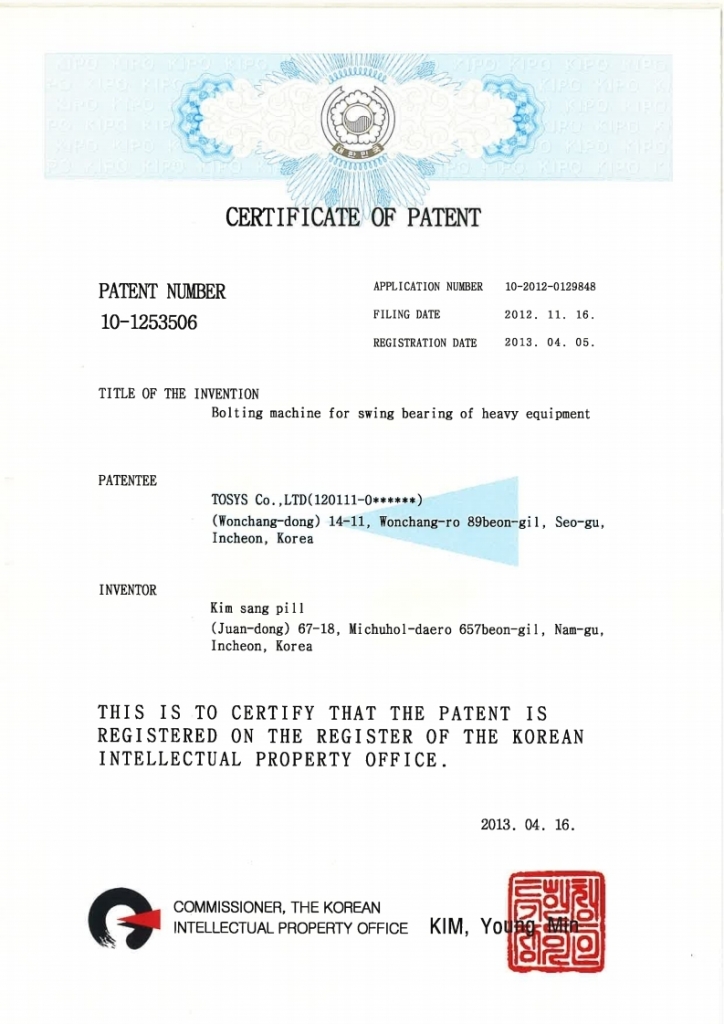 CERTIFICATE OF PATENT
PATENT NUMBER
10-1253506
APPLICATION NUMBER 10-2012-0129848
FILING DATE 2012. 11. 16.
REGISTRATION DATE 2013. 04. 05.
TITLE OF THE INVENTION
Bolting machine for swing bearing of heavy equipment
PATENTEE
TOSYS Co.,LTD(120111-0******)
(Wonchang-dong) 14-11, Wonchang-ro 89beon-gil, Seo-gu,
Incheon, Korea
INVENTOR
Kim sang pill
(Juan-dong) 67-18, Michuhol-daero 657beon-gil, Nam-gu,
Incheon, Korea
THIS IS TO CERTIFY THAT THE PATENT IS
REGISTERED ON THE REGISTER OF THE KOREAN
INTELLECTUAL PROPERTY OFFICE.
2013. 04. 16.
COMMISSIONER, THE KOREAN
INTELLECTUAL PROPERTY OFFICE KIM, Young Min